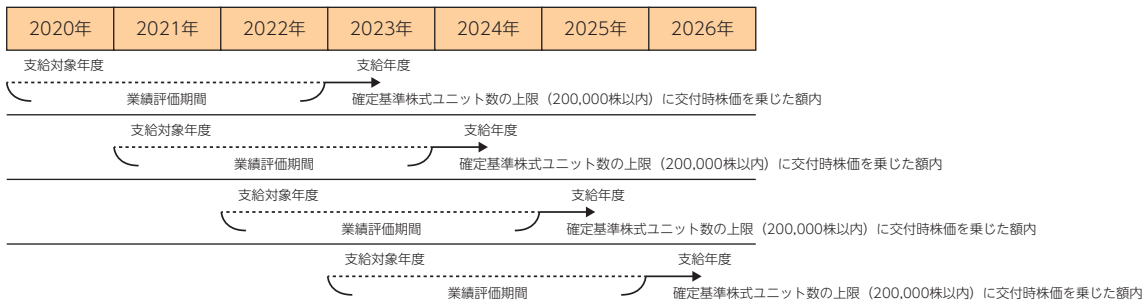 2020年 2021年 2022年 2023年 2024年 2025年 2026年
支給対象年度 支給年度
業績評価期間 確定基準株式ユニット数の上限（200,000株以内）に交付時株価を乗じた額内
支給対象年度 支給年度
業績評価期間 確定基準株式ユニット数の上限（200,000株以内）に交付時株価を乗じた額内
支給対象年度 支給年度
業績評価期間 確定基準株式ユニット数の上限（200,000株以内）に交付時株価を乗じた額内
支給対象年度 支給年度
業績評価期間 確定基準株式ユニット数の上限（200,000株以内）に交付時株価を乗じた額内